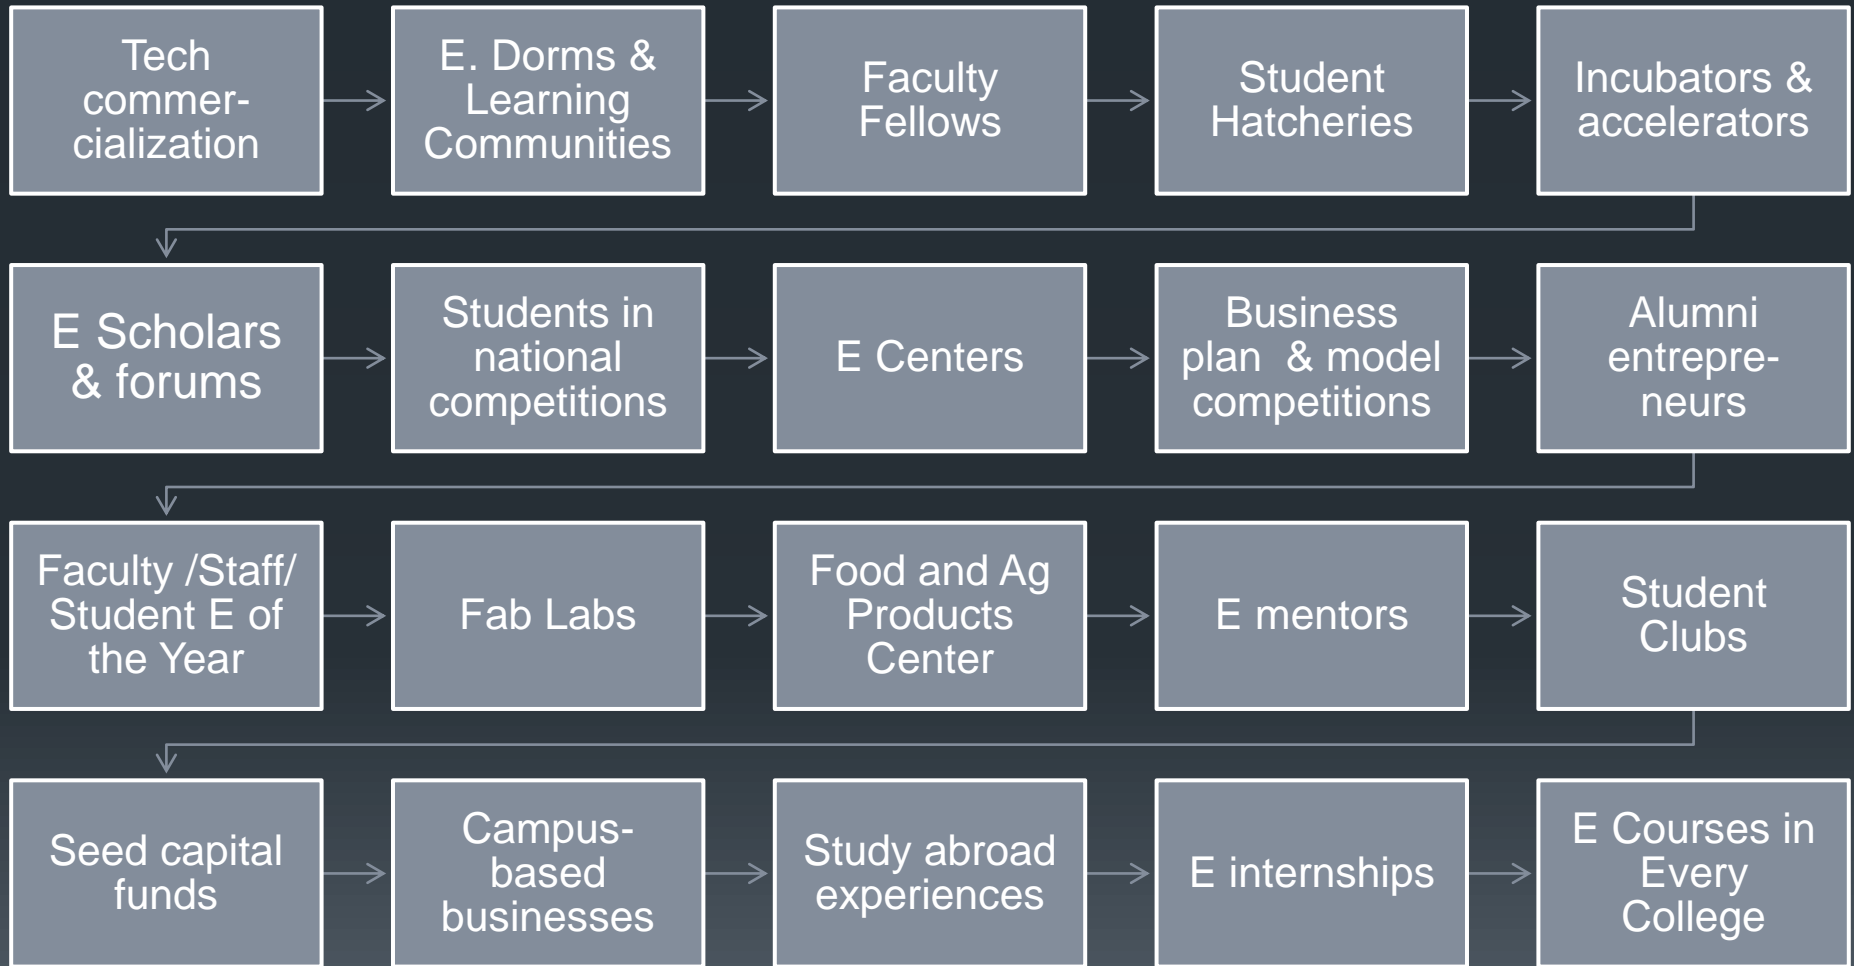 Tech
commer-
cialization
E. Dorms &
Learning
Communities
Faculty
Fellows
Student
Hatcheries
Incubators &
accelerators
E Scholars
& forums
Students in
national
competitions
E Centers
Business
plan  & model
competitions
Alumni
entrepre-
neurs
Faculty /Staff/
Student E of
the Year
Fab Labs
Food and Ag
Products
Center
E mentors
Student
Clubs
Seed capital
funds
Campus-
based
businesses
Study abroad
experiences
E internships
E Courses in
Every
College